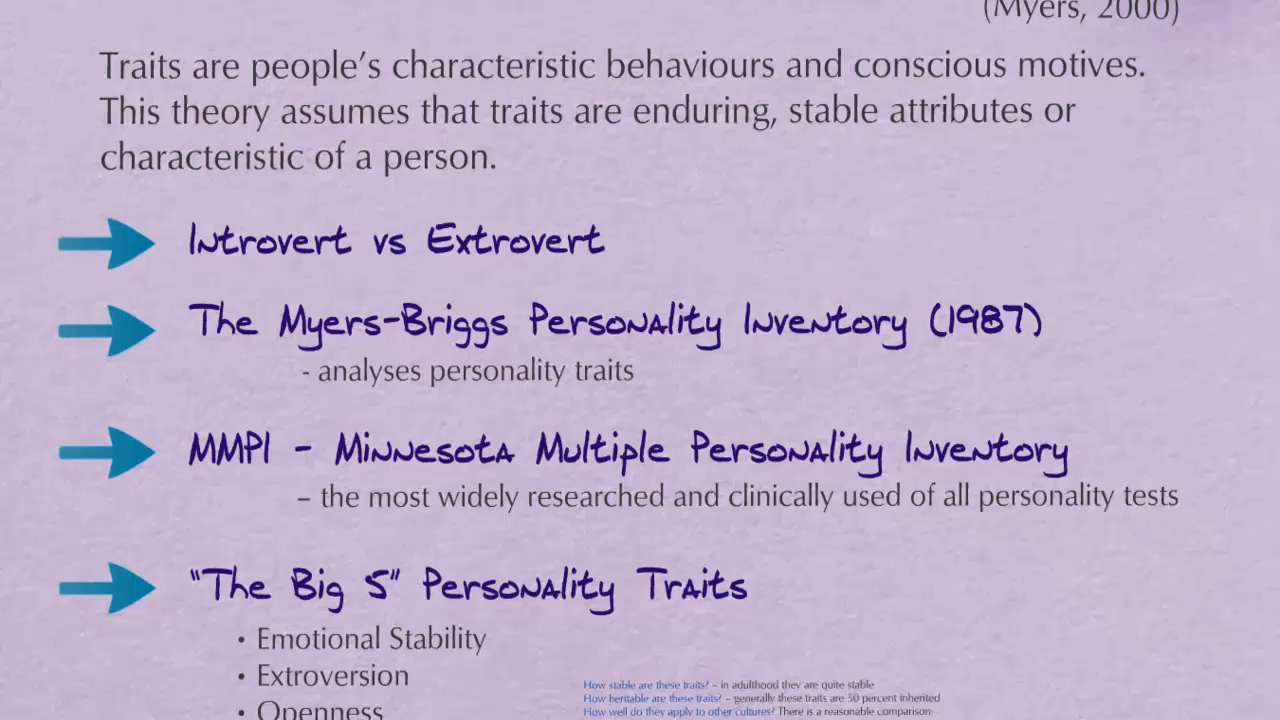 (Myers, 2000)
Traits are people's characteristic behaviours and conscious motives.
This theory assumes that traits are enduring, stable attributes or
characteristic of a person.
Introvert vs Extrovert
The Myers-Briggs Personality Inventory (1987)
- analyses personality traits
MMPI - Minnesota Multiple Personality Inventory
– the most widely researched and clinically used of all personality tests
"The Big 5" Personality Traits
• Emotional Stability
• Extroversion
• Openness
How stable are these traits? – in adulthood they are quite stable
How heritable are these traits? – generally these traits are 50 percent inherited
How well do they apply to other cultures? There is a reasonable comparison